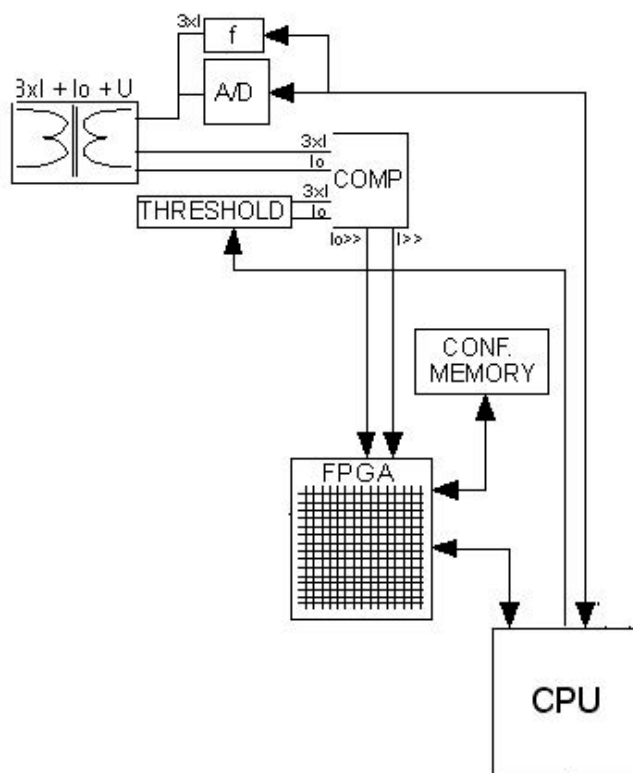 3xI
f
3xI + Io + U
A/D
3xI
Io
COMP
3xI
THRESHOLD
Io
Io>>
I>>
CONF.
MEMORY
FPGA
CPU